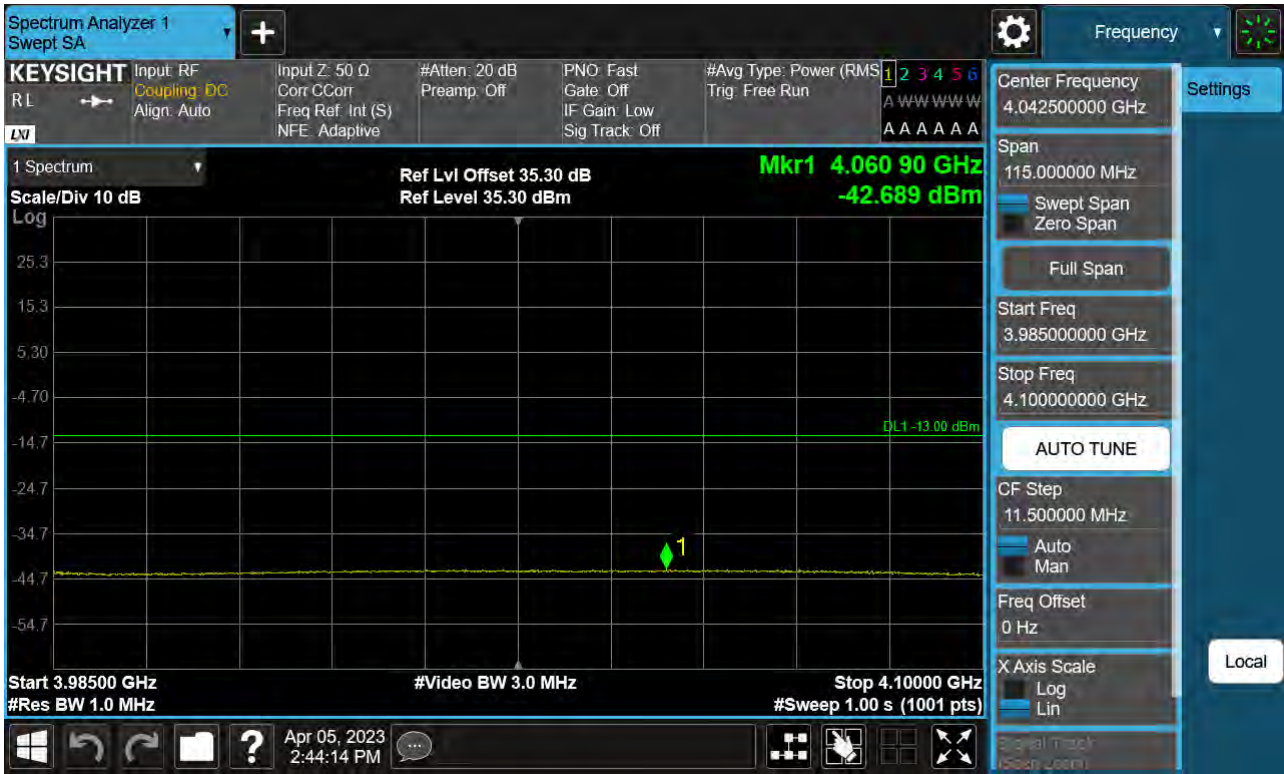 Spectrum Analyzer 1
Swept SA
+
Frequency
KEYSIGHT
RL
LXI
Input: RF
Coupling: DC
Align: Auto
Input Z: 50 Ω
Corr CCorr
Freq Ref: Int (S)
NFE: Adaptive
#Atten: 20 dB
Preamp: Off
PNO: Fast
Gate: Off
IF Gain: Low
Sig Track: Off
#Avg Type: Power (RMS
Trig: Free Run
1 2 3 4 5 6
A W W W W W
A A A A A A
1 Spectrum
Scale/Div 10 dB
Log
Ref Lvl Offset 35.30 dB
Ref Level 35.30 dBm
Mkr1 4.060 90 GHz
-42.689 dBm
25.3
15.3
5.30
-4.70
-14.7
-24.7
-34.7
-44.7
-54.7
DL1 -13.00 dBm
1
Start 3.98500 GHz
#Res BW 1.0 MHz
#Video BW 3.0 MHz
Stop 4.10000 GHz
#Sweep 1.00 s (1001 pts)
Center Frequency
4.042500000 GHz
Span
115.000000 MHz
Swept Span
Zero Span
Full Span
Start Freq
3.985000000 GHz
Stop Freq
4.100000000 GHz
AUTO TUNE
CF Step
11.500000 MHz
Auto
Man
Freq Offset
0 Hz
X Axis Scale
Log
Lin
Signal Track
(Span Zoom)
Settings
Local
?
Apr 05, 2023
2:44:14 PM